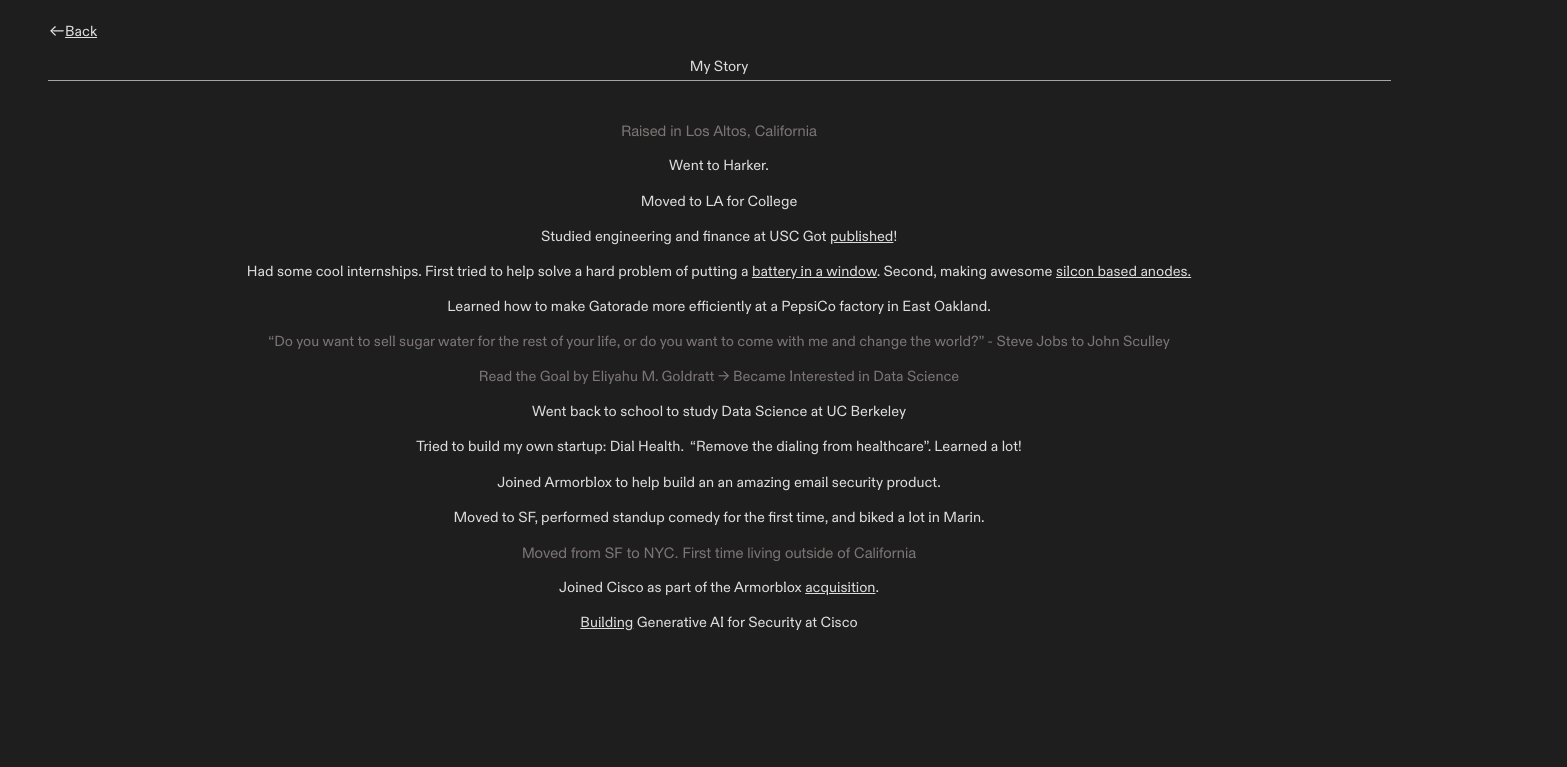 ←Back
My Story
Raised in Los Altos, California
Went to Harker.
Moved to LA for College
Studied engineering and finance at USC Got published!
Had some cool internships. First tried to help solve a hard problem of putting a battery in a window. Second, making awesome silcon based anodes.
Learned how to make Gatorade more efficiently at a PepsiCo factory in East Oakland.
“Do you want to sell sugar water for the rest of your life, or do you want to come with me and change the world?” - Steve Jobs to John Sculley
Read the Goal by Eliyahu M. Goldratt → Became Interested in Data Science
Went back to school to study Data Science at UC Berkeley
Tried to build my own startup: Dial Health.  “Remove the dialing from healthcare”. Learned a lot!
Joined Armorblox to help build an an amazing email security product.
Moved to SF, performed standup comedy for the first time, and biked a lot in Marin.
Moved from SF to NYC. First time living outside of California
Joined Cisco as part of the Armorblox acquisition.
Building Generative AI for Security at Cisco